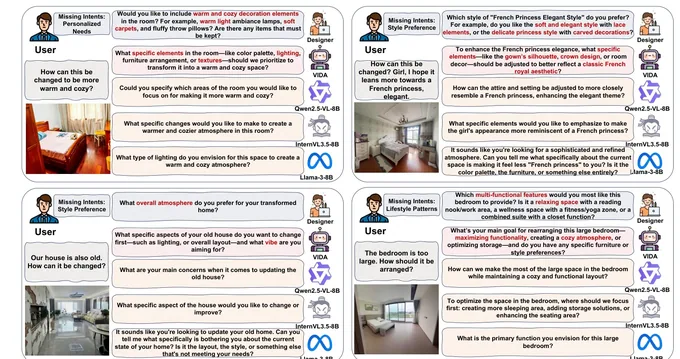 Missing Intents:
Personalized
Needs
Would you like to include warm and cozy decoration elements
in the room? For example, warm light ambiance lamps, soft
carpets, and fluffy throw pillows? Are there any items that must
be kept?
Designer
User
What specific elements in the room—like color palette, lighting,
furniture arrangement, or textures—should we prioritize to
transform it into a warm and cozy space?
VIDA
How can this be
changed to be more
warm and cozy?
Could you specify which areas of the room you would like to
focus on for making it more warm and cozy?
Qwen2.5-VL-8B
What specific changes would you like to make to create a
warmer and cozier atmosphere in this room?
InternVL3.5-8B
What type of lighting do you envision for this space to create a
warm and cozy atmosphere?
Llama-3-8B
Missing Intents:
Style Preference
Which style of "French Princess Elegant Style" do you prefer?
For example, do you like the soft and elegant style with lace
elements, or the delicate princess style with carved decorations?
Designer
User
To enhance the French princess elegance, what specific
elements—like the gown's silhouette, crown design, or room
decor—should be adjusted to better reflect a classic French
royal aesthetic?
VIDA
How can this be
changed? Girl, I hope it
leans more towards a
French princess,
elegant.
How can the attire and setting be adjusted to more closely
resemble a French princess, enhancing the elegant theme?
Qwen2.5-VL-8B
What specific elements would you like to emphasize to make
the girl's appearance more reminiscent of a French princess?
InternVL3.5-8B
It sounds like you're looking for a sophisticated and refined
atmosphere. Can you tell me what specifically about the current
space is making it feel less "French princess" to you? Is it the
color palette, the furniture, or something else entirely?
Llama-3-8B
Missing Intents:
Style Preference
What overall atmosphere do you prefer for your transformed
home?
Designer
User
What specific aspects of your old house do you want to change
first—such as lighting, or overall layout—and what vibe are you
aiming for?
VIDA
Our house is also old.
How can it be changed?
What are your main concerns when it comes to updating the
old house?
Qwen2.5-VL-8B
What specific aspect of the house would you like to change or
improve?
InternVL3.5-8B
It sounds like you're looking to update your old home. Can you
tell me what specifically is bothering you about the current
state of your home? Is it the layout, the style, or something else
that's not meeting your needs?
Llama-3-8B
Missing Intents:
Lifestyle Patterns
Which multi-functional features would you most like this
bedroom to provide? Is it a relaxing space with a reading
nook/work area, a wellness space with a fitness/yoga zone, or a
combined suite with a closet function?
Designer
User
What's your main goal for rearranging this large bedroom—
maximizing functionality, creating a cozy atmosphere, or
optimizing storage—and do you have any specific furniture or
style preferences?
VIDA
The bedroom is too
large. How should it be
arranged?
How can we make the most of the large space in the bedroom
while maintaining a cozy and functional layout?
Qwen2.5-VL-8B
To optimize the space in the bedroom, where should we focus
first: creating more sleeping area, adding storage solutions, or
enhancing the seating area?
InternVL3.5-8B
What is the primary function you envision for this large
bedroom?
Llama-3-8B